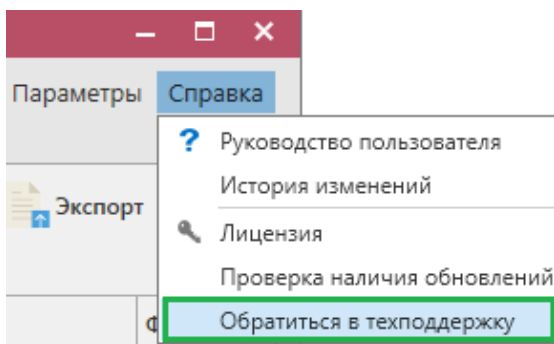 Параметры Справка
Руководство пользователя
История изменений
Экспорт
Лицензия
Проверка наличия обновлений
Обратиться в техподдержку